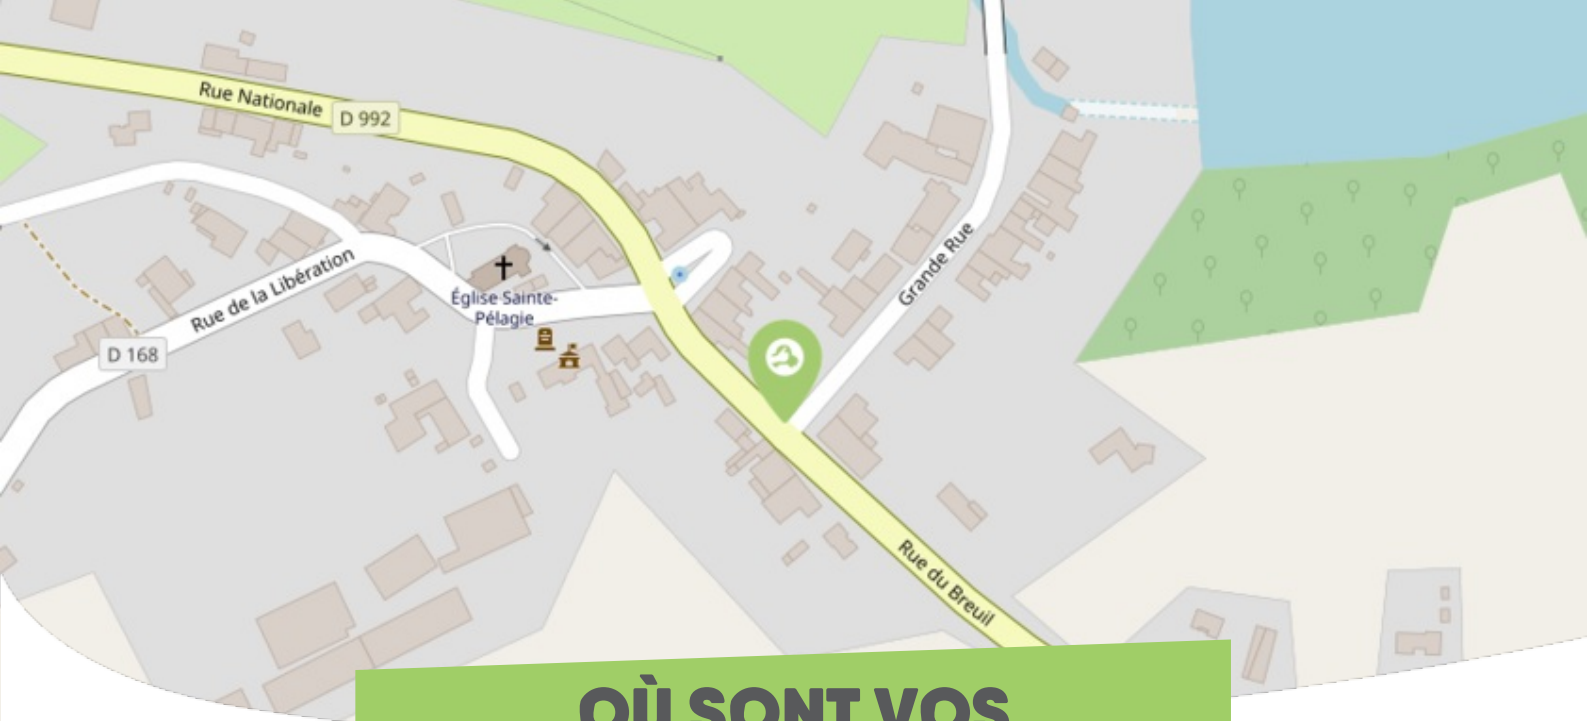 Rue Nationale
D 992
Grande Rue
Rue de la Libération
Église Sainte-
Pélagie
D 168
Rue du Breuil
OÙ SONT VOS